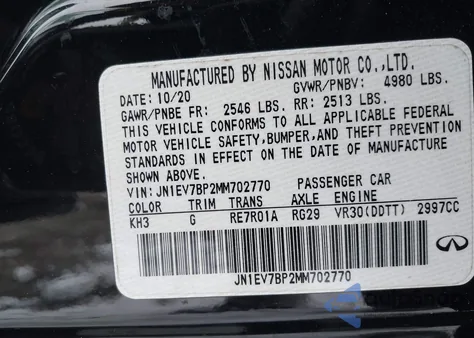 MANUFACTURED BY NISSAN MOTOR CO.,LTD.
DATE: 10/20 GVWR/PNBV: 4980 LBS.
GAWR/PNBE FR: 2546 LBS. RR: 2513 LBS.
THIS VEHICLE CONFORMS TO ALL APPLICABLE FEDERAL
MOTOR VEHICLE SAFETY,BUMPER,AND THEFT PREVENTION
STANDARDS IN EFFECT ON THE DATE OF MANUFACTURE
SHOWN ABOVE.
VIN: JN1EV7BP2MM702770 PASSENGER CAR
COLOR TRIM TRANS AXLE ENGINE
KH3 G RE7R01A RG29 VR30(DDTT) 2997CC
JN1EV7BP2MM702770